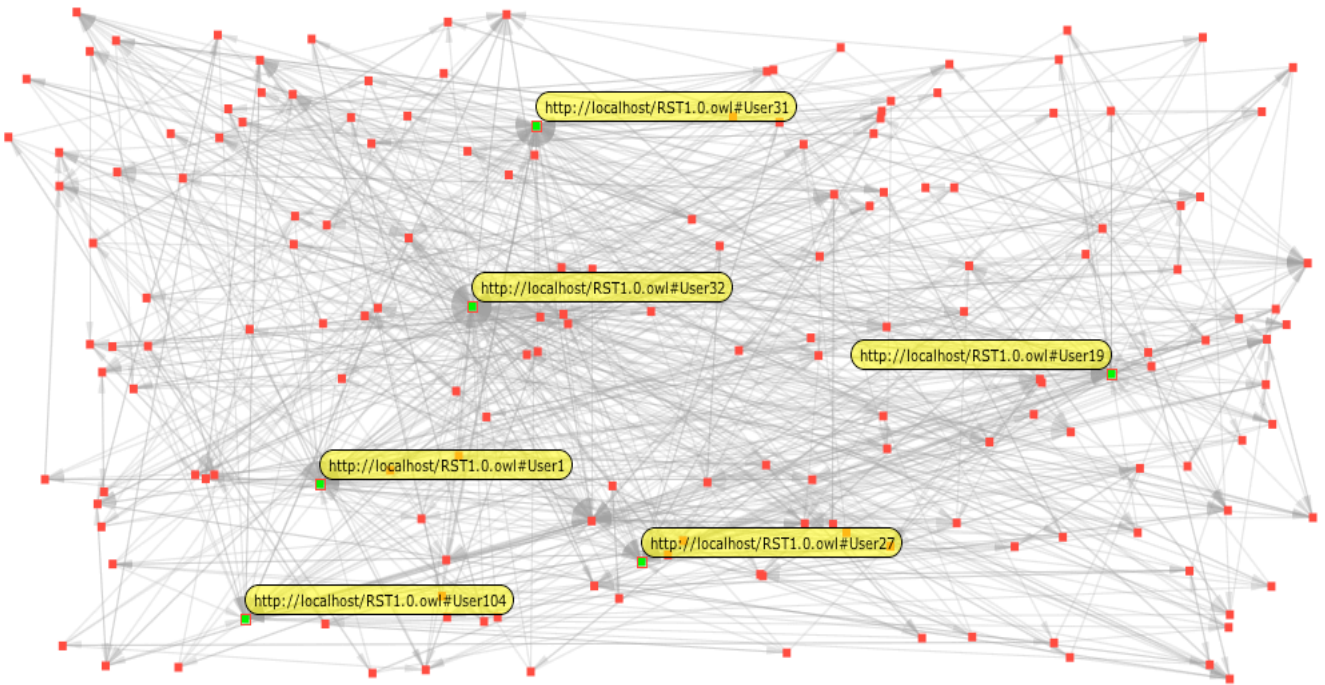 http://localhost/RST1.0.owl#User31
http://localhost/RST1.0.owl#User32
http://localhost/RST1.0.owl#User19
http://localhost/RST1.0.owl#User1
http://localhost/RST1.0.owl#User27
http://localhost/RST1.0.owl#User104